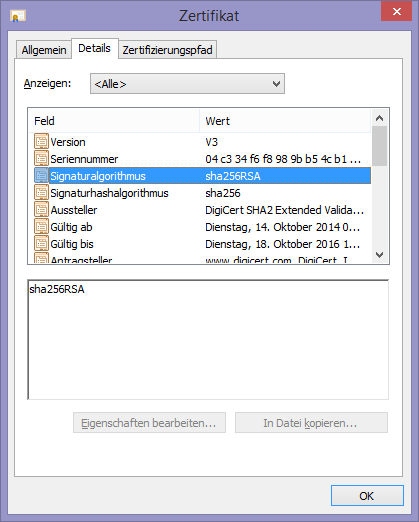 Zertifikat
Allgemein Details Zertifizierungspfad
Anzeigen: <Alle>
Feld Wert
Version V3
Seriennummer 04 c3 34 f6 f8 98 9b b5 4c b1 ...
Signaturalgorithmus sha256RSA
Signaturhashalgorithmus sha256
Aussteller DigiCert SHA2 Extended Valida...
Gültig ab Dienstag, 14. Oktober 2014 0...
Gültig bis Dienstag, 18. Oktober 2016 1...
Antragsteller www.digicert.com, DigiCert, I...
sha256RSA
Eigenschaften bearbeiten... In Datei kopieren...
OK